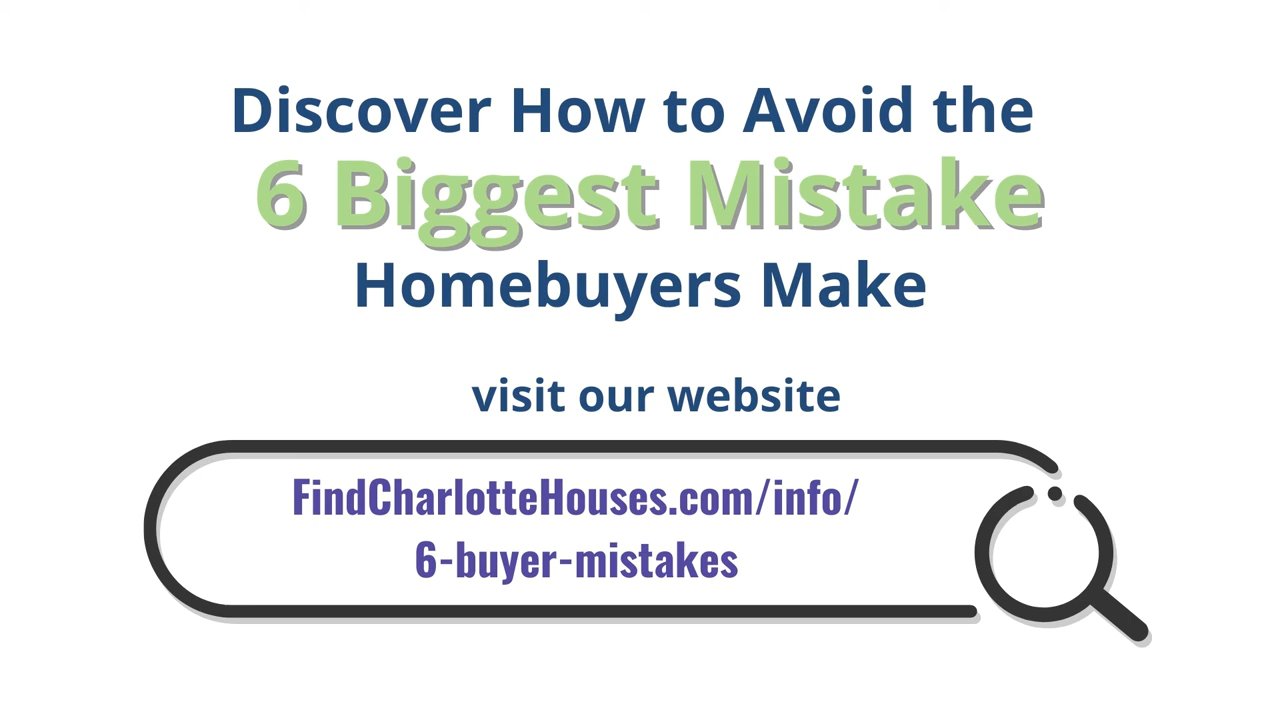 Discover How to Avoid the
6 Biggest Mistake
Homebuyers Make
visit our website
FindCharlotteHouses.com/info/
6-buyer-mistakes